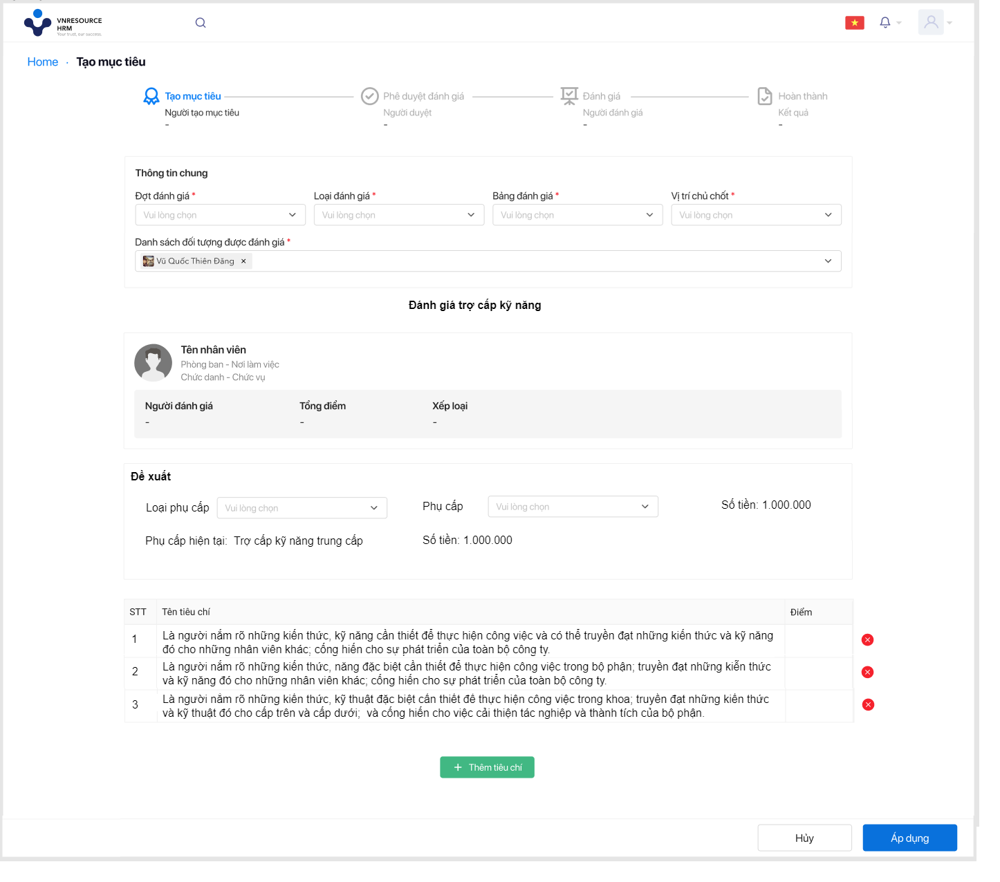 VNRESOURCE
HRM
Your trust, our success.
Home · Tạo mục tiêu
Tạo mục tiêu
Người tạo mục tiêu
-
Phê duyệt đánh giá
Người duyệt
-
Đánh giá
Người đánh giá
-
Hoàn thành
Kết quả
-
Thông tin chung
Đợt đánh giá *
Loại đánh giá *
Bảng đánh giá *
Vị trí chủ chốt *
Vui lòng chọn
Vui lòng chọn
Vui lòng chọn
Vui lòng chọn
Danh sách đối tượng được đánh giá *
Vũ Quốc Thiên Đăng ×
Đánh giá trợ cấp kỹ năng
Tên nhân viên
Phòng ban - Nơi làm việc
Chức danh - Chức vụ
Người đánh giá
Tổng điểm
Xếp loại
-
-
-
Đề xuất
Loại phụ cấp
Vui lòng chọn
Phụ cấp
Vui lòng chọn
Số tiền: 1.000.000
Phụ cấp hiện tại: Trợ cấp kỹ năng trung cấp
Số tiền: 1.000.000
STT
Tên tiêu chí
Điểm
1
Là người nắm rõ những kiến thức, kỹ năng cần thiết để thực hiện công việc và có thể truyền đạt những kiến thức và kỹ năng
đó cho những nhân viên khác; cống hiến cho sự phát triển của toàn bộ công ty.
2
Là người nắm rõ những kiến thức, năng đặc biệt cần thiết để thực hiện công việc trong bộ phận; truyền đạt những kiến thức
và kỹ năng đó cho những nhân viên khác; cống hiến cho sự phát triển của toàn bộ công ty.
3
Là người nắm rõ những kiến thức, kỹ thuật đặc biệt cần thiết để thực hiện công việc trong khoa; truyền đạt những kiến thức
và kỹ thuật đó cho cấp trên và cấp dưới; và cống hiến cho việc cải thiện tác nghiệp và thành tích của bộ phận.
+ Thêm tiêu chí
Hủy
Áp dụng